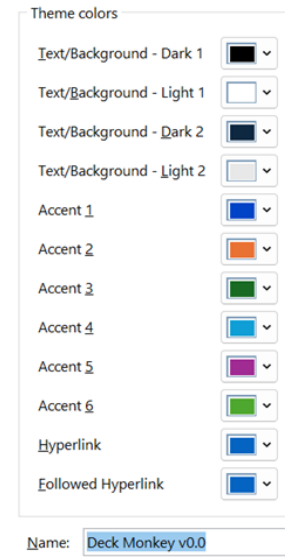 Theme colors
Text/Background - Dark 1
Text/Background - Light 1
Text/Background - Dark 2
Text/Background - Light 2
Accent 1
Accent 2
Accent 3
Accent 4
Accent 5
Accent 6
Hyperlink
Followed Hyperlink
Name: Deck Monkey v0.0